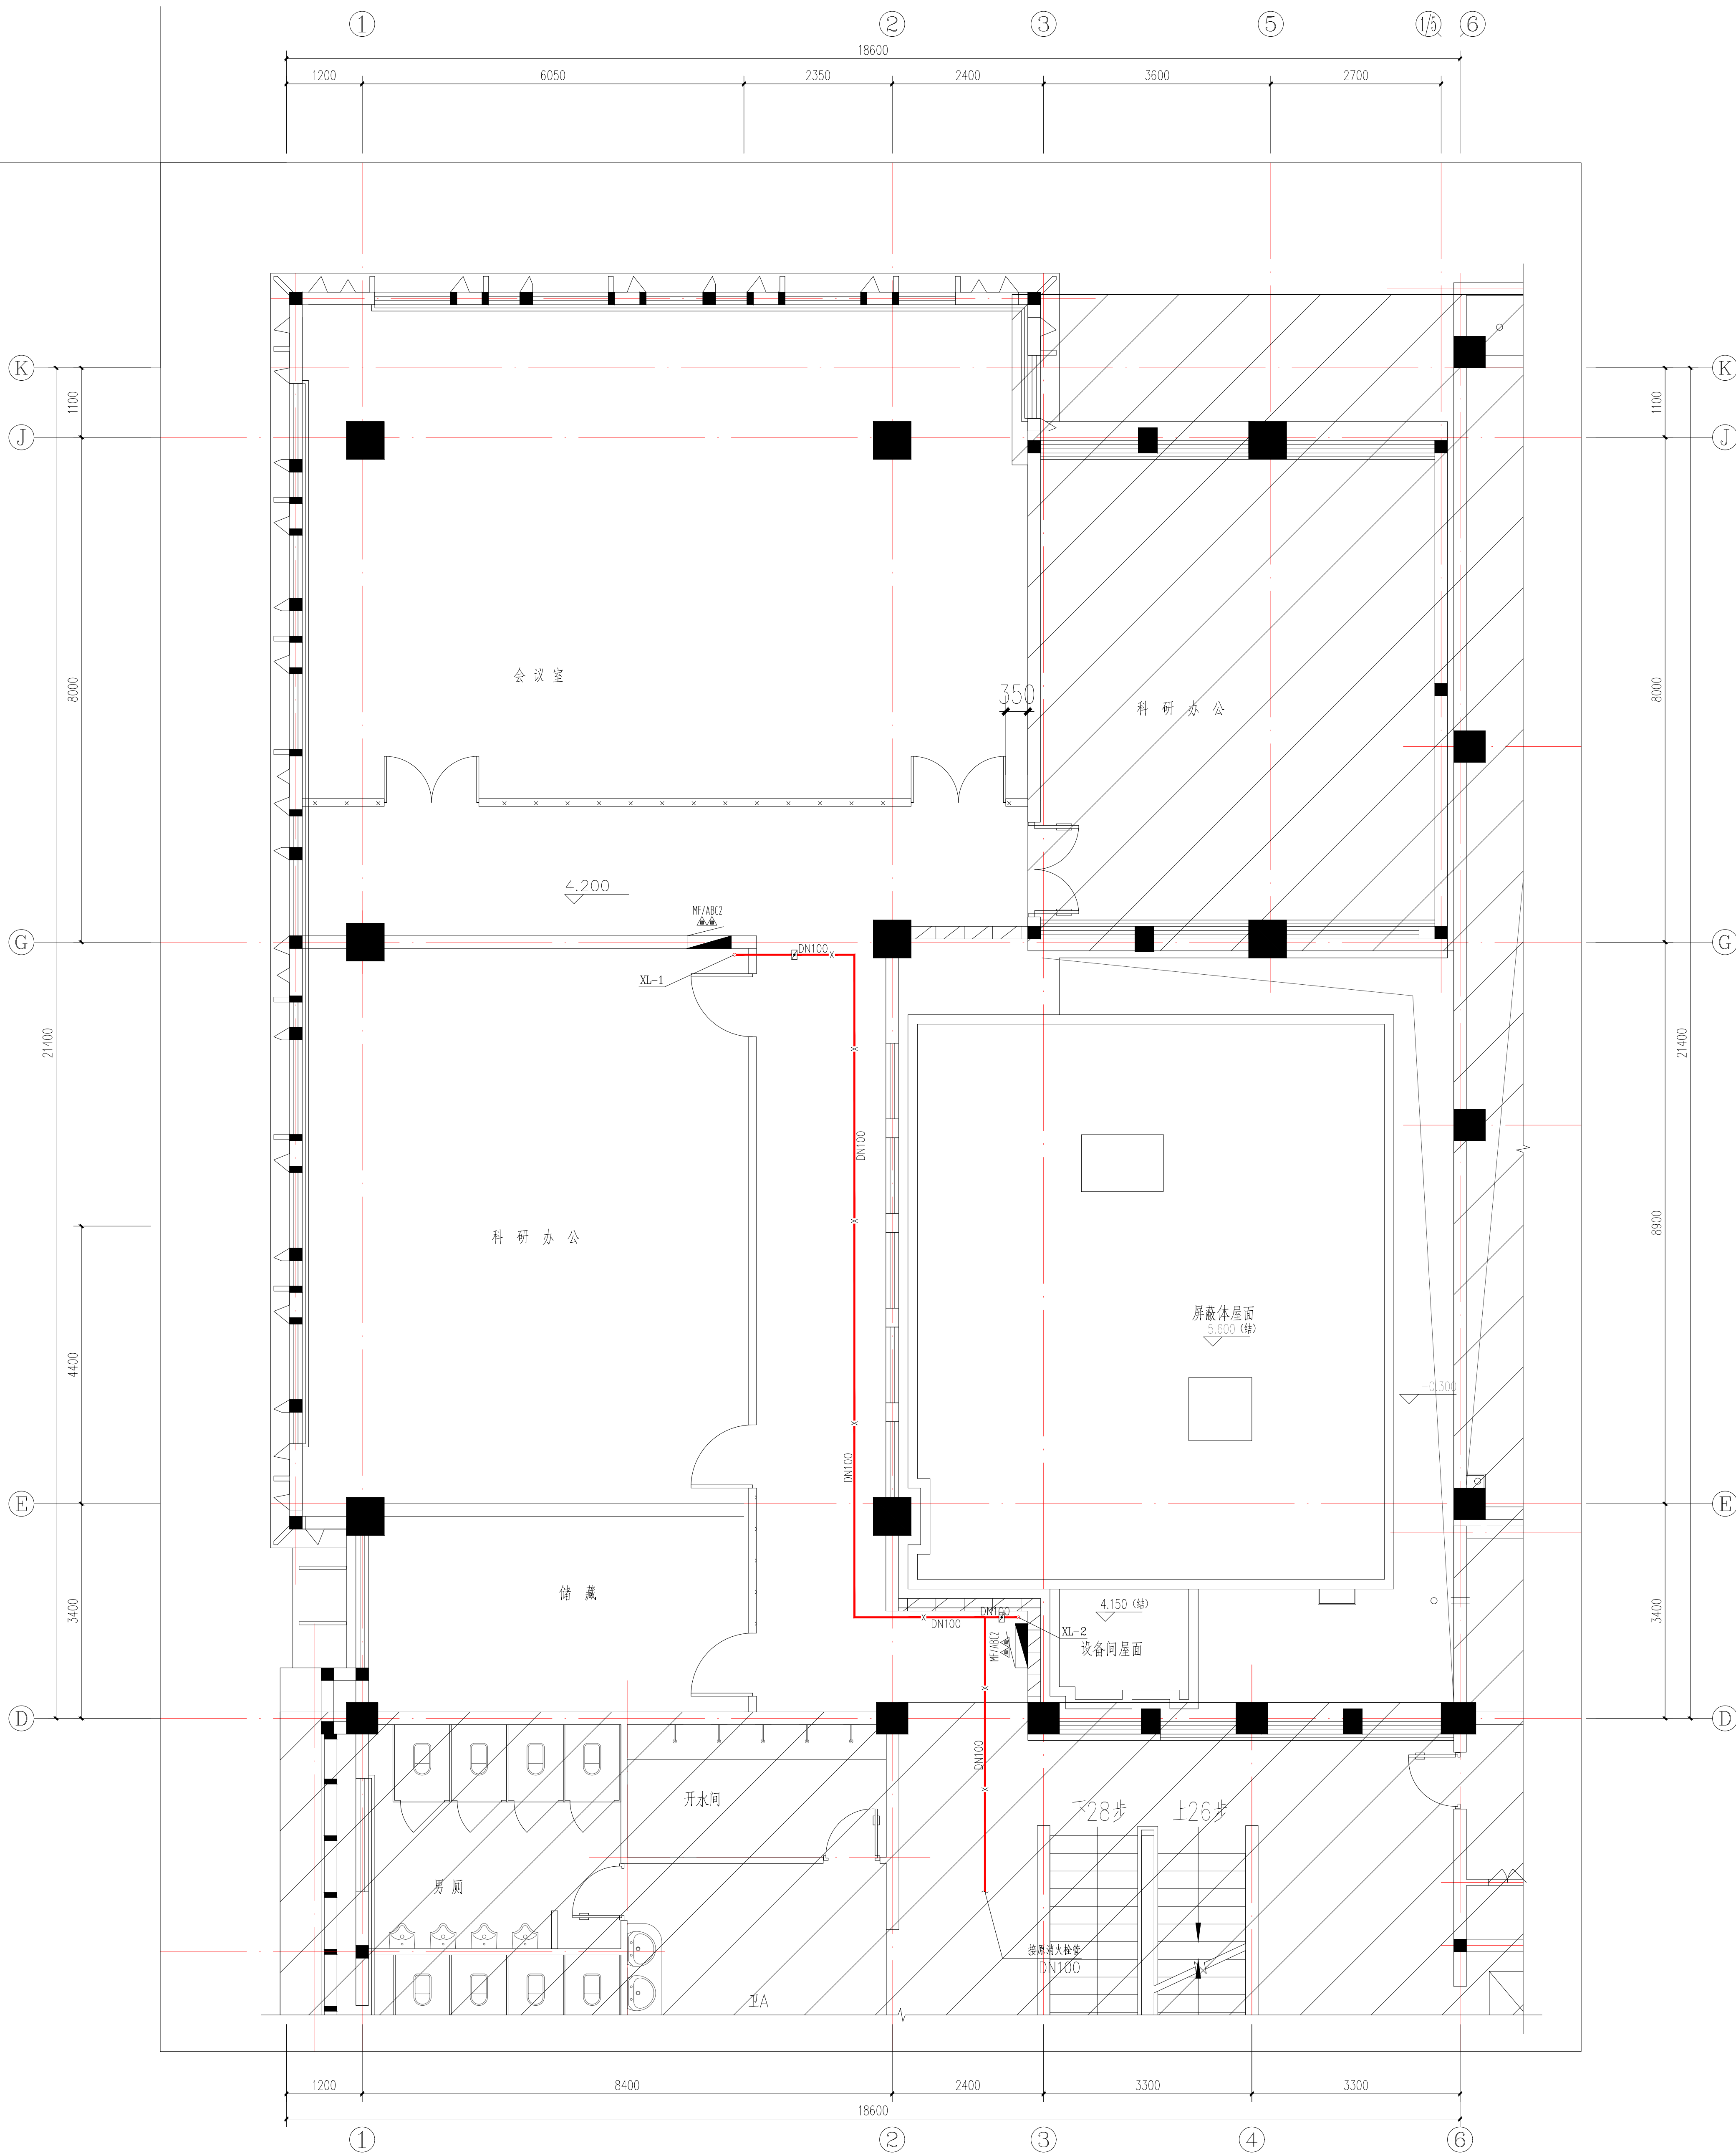 ① ② ③ ⑤ 1/5 ⑥
18600
1200 6050 2350 2400 3600 2700
K K
1100 1100
J J
8000 8000
会议室
350
科研办公
4.200
MF/ABC2
G G
DN100
XL-1
21400 21400
DN100
科研办公
8900
屏蔽体屋面
5.600 (结)
4400
-0.300
DN100
E E
储藏
3400 3400
4.150 (结)
DN100
DN100
XL-2
MF/ABC2
设备间屋面
D D
DN100
开水间
下28步 上26步
男厕
接原消火栓管
DN100
卫A
1200 8400 2400 3300 3300
18600
① ② ③ ④ ⑥